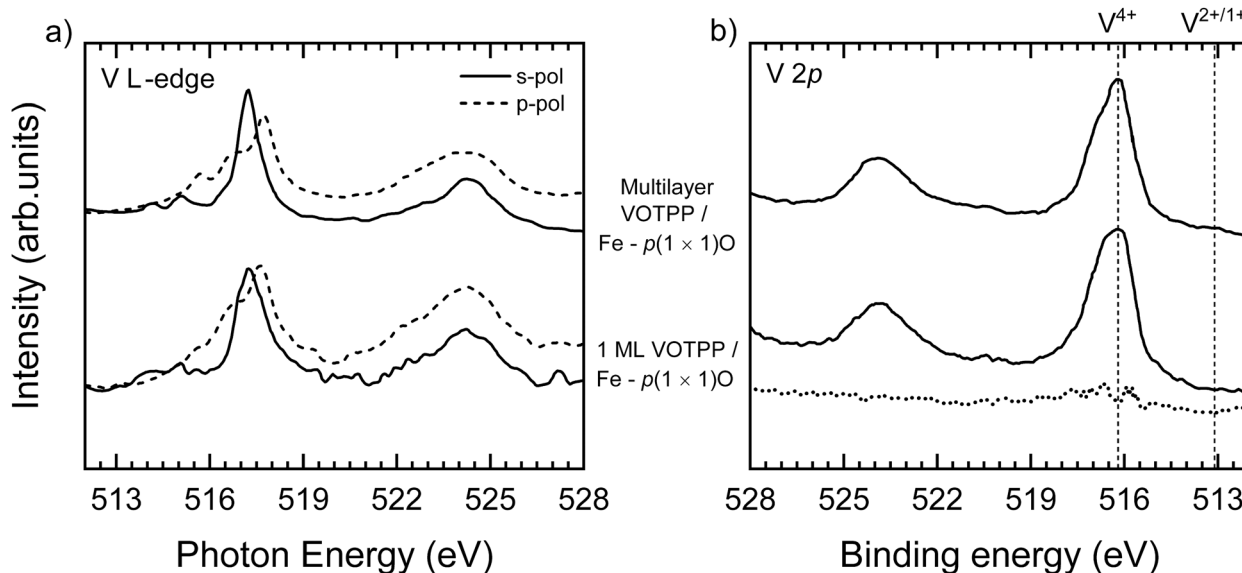 a)
V L-edge
s-pol
p-pol
Intensity (arb.units)
513 516 519 522 525 528
Photon Energy (eV)
Multilayer
VOTPP /
Fe - p(1 × 1)O
1 ML VOTPP /
Fe - p(1 × 1)O
b)
V⁴⁺ V²⁺/¹⁺
V 2p
528 525 522 519 516 513
Binding energy (eV)